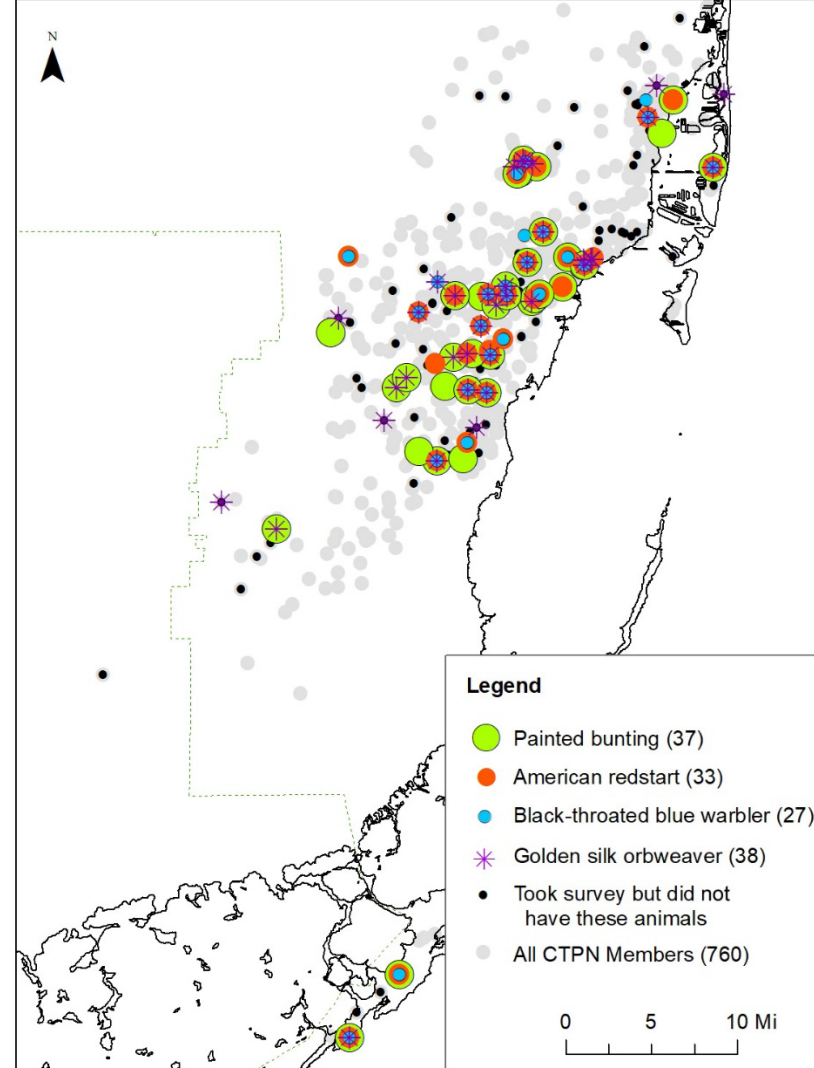 N
Legend
Painted bunting (37)
American redstart (33)
Black-throated blue warbler (27)
Golden silk orbweaver (38)
Took survey but did not
have these animals
All CTPN Members (760)
0 5 10 Mi